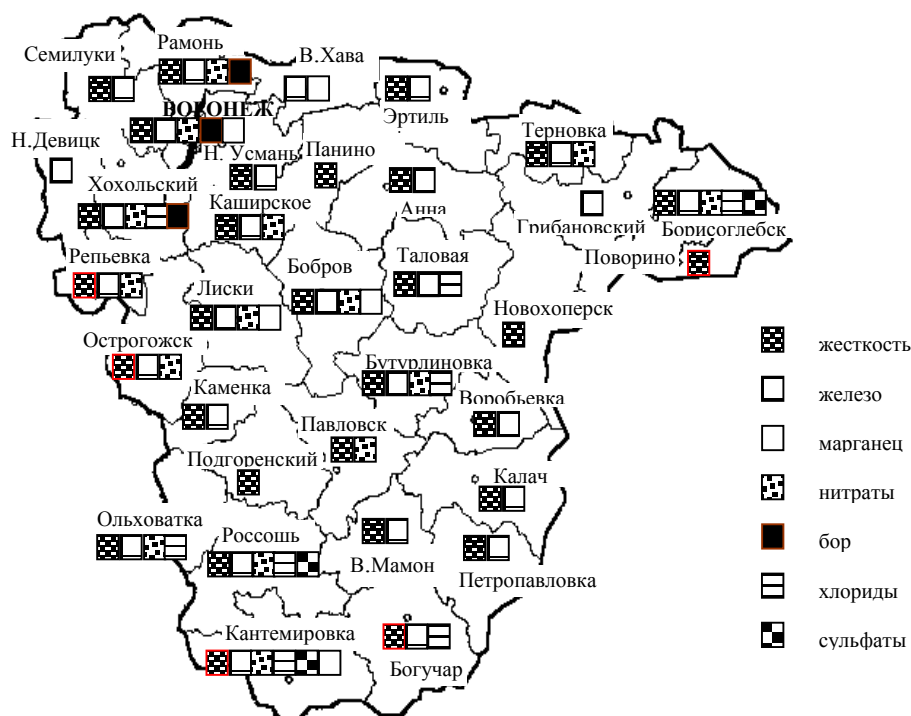 Рамонь
В.Хава
Семилуки
ВОРОНЕЖ
Эртиль
Терновка
Н.Девицк
Н. Усмань
Панино
Хохольский
Каширское
Анна
Грибановский
Борисоглебск
Репьевка
Бобров
Таловая
Поворино
Лиски
Новохоперск
Острогожск
Бутурлиновка
Каменка
Воробьевка
Павловск
Подгоренский
Калач
Ольховатка
Россошь
В.Мамон
Петропавловка
Кантемировка
Богучар
жесткость
железо
марганец
нитраты
бор
хлориды
сульфаты